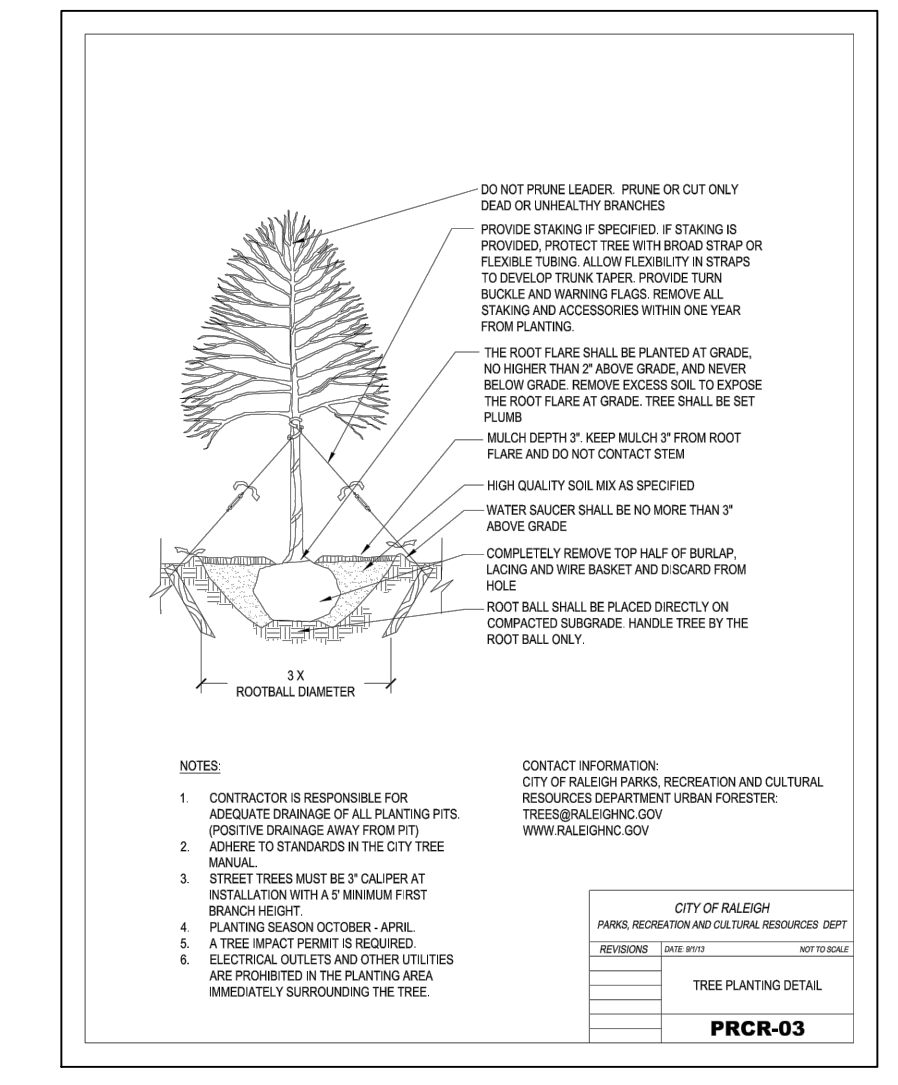 DO NOT PRUNE LEADER. PRUNE OR CUT ONLY
DEAD OR UNHEALTHY BRANCHES
PROVIDE STAKING IF SPECIFIED. IF STAKING IS
PROVIDED, PROTECT TREE WITH BROAD STRAP OR
FLEXIBLE TUBING. ALLOW FLEXIBILITY IN STRAPS
TO DEVELOP TRUNK TAPER. PROVIDE TURN
BUCKLE AND WARNING FLAGS. REMOVE ALL
STAKING AND ACCESSORIES WITHIN ONE YEAR
FROM PLANTING.
THE ROOT FLARE SHALL BE PLANTED AT GRADE,
NO HIGHER THAN 2" ABOVE GRADE, AND NEVER
BELOW GRADE. REMOVE EXCESS SOIL TO EXPOSE
THE ROOT FLARE AT GRADE. TREE SHALL BE SET
PLUMB
MULCH DEPTH 3". KEEP MULCH 3" FROM ROOT
FLARE AND DO NOT CONTACT STEM
HIGH QUALITY SOIL MIX AS SPECIFIED
WATER SAUCER SHALL BE NO MORE THAN 3"
ABOVE GRADE
COMPLETELY REMOVE TOP HALF OF BURLAP,
LACING AND WIRE BASKET AND DISCARD FROM
HOLE
ROOT BALL SHALL BE PLACED DIRECTLY ON
COMPACTED SUBGRADE. HANDLE TREE BY THE
ROOT BALL ONLY.
3 X
ROOTBALL DIAMETER
NOTES:
1. CONTRACTOR IS RESPONSIBLE FOR
ADEQUATE DRAINAGE OF ALL PLANTING PITS.
(POSITIVE DRAINAGE AWAY FROM PIT)
2. ADHERE TO STANDARDS IN THE CITY TREE
MANUAL.
3. STREET TREES MUST BE 3" CALIPER AT
INSTALLATION WITH A 5' MINIMUM FIRST
BRANCH HEIGHT.
4. PLANTING SEASON OCTOBER - APRIL.
5. A TREE IMPACT PERMIT IS REQUIRED.
6. ELECTRICAL OUTLETS AND OTHER UTILITIES
ARE PROHIBITED IN THE PLANTING AREA
IMMEDIATELY SURROUNDING THE TREE.
CONTACT INFORMATION:
CITY OF RALEIGH PARKS, RECREATION AND CULTURAL
RESOURCES DEPARTMENT URBAN FORESTER:
TREES@RALEIGHNC.GOV
WWW.RALEIGHNC.GOV
CITY OF RALEIGH
PARKS, RECREATION AND CULTURAL RESOURCES DEPT
REVISIONS DATE: 9/1/13 NOT TO SCALE
TREE PLANTING DETAIL
PRCR-03